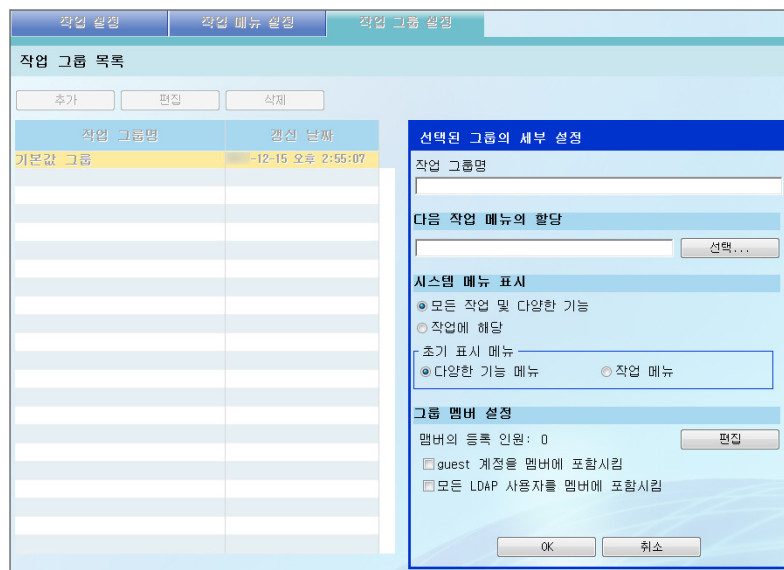 작업 설정 작업 메뉴 설정 작업 그룹 설정
작업 그룹 목록
추가 편집 삭제
작업 그룹명 갱신 날짜
기본값 그룹 -12-15 오후 2:55:07
선택된 그룹의 세부 설정
작업 그룹명
다음 작업 메뉴의 할당
선택...
시스템 메뉴 표시
모든 작업 및 다양한 기능
작업에 해당
초기 표시 메뉴
다양한 기능 메뉴 작업 메뉴
그룹 멤버 설정
맴버의 등록 인원: 0 편집
guest 계정을 멤버에 포함시킴
모든 LDAP 사용자를 멤버에 포함시킴
OK 취소